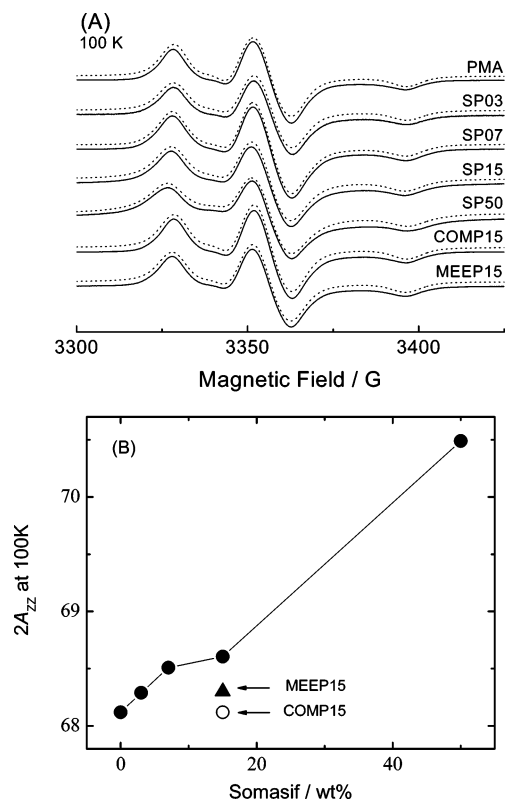 (A)
100 K
PMA
SP03
SP07
SP15
SP50
COMP15
MEEP15
3300 3350 3400
Magnetic Field / G
(B)
70
69
68
2A_ZZ at 100K
MEEP15
COMP15
0 20 40
Somasif / wt%